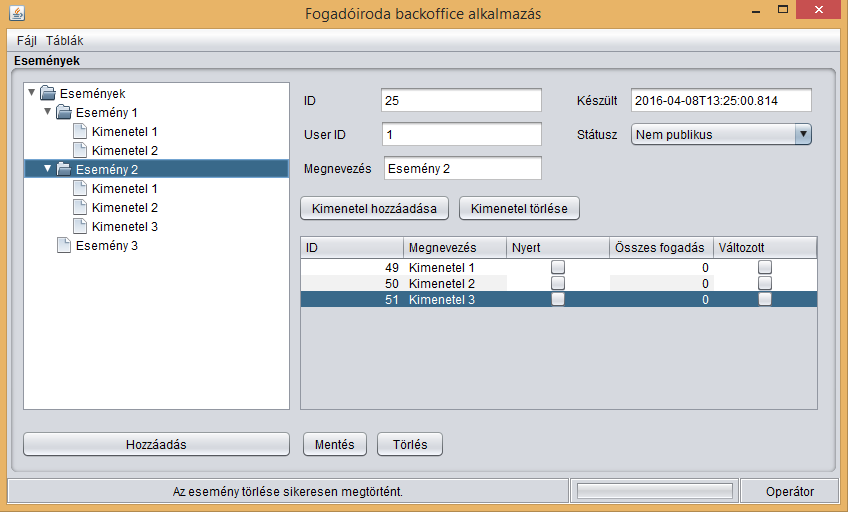 Fogadóiroda backoffice alkalmazás
Fájl Táblák
Események
Események
Esemény 1
Kimenetel 1
Kimenetel 2
Esemény 2
Kimenetel 1
Kimenetel 2
Kimenetel 3
Esemény 3
ID 25 Készült 2016-04-08T13:25:00.814
User ID 1 Státusz Nem publikus
Megnevezés Esemény 2
Kimenetel hozzáadása Kimenetel törlése
ID Megnevezés Nyert Összes fogadás Változott
49 Kimenetel 1 0
50 Kimenetel 2 0
51 Kimenetel 3 0
Hozzáadás Mentés Törlés
Az esemény törlése sikeresen megtörtént. Operátor